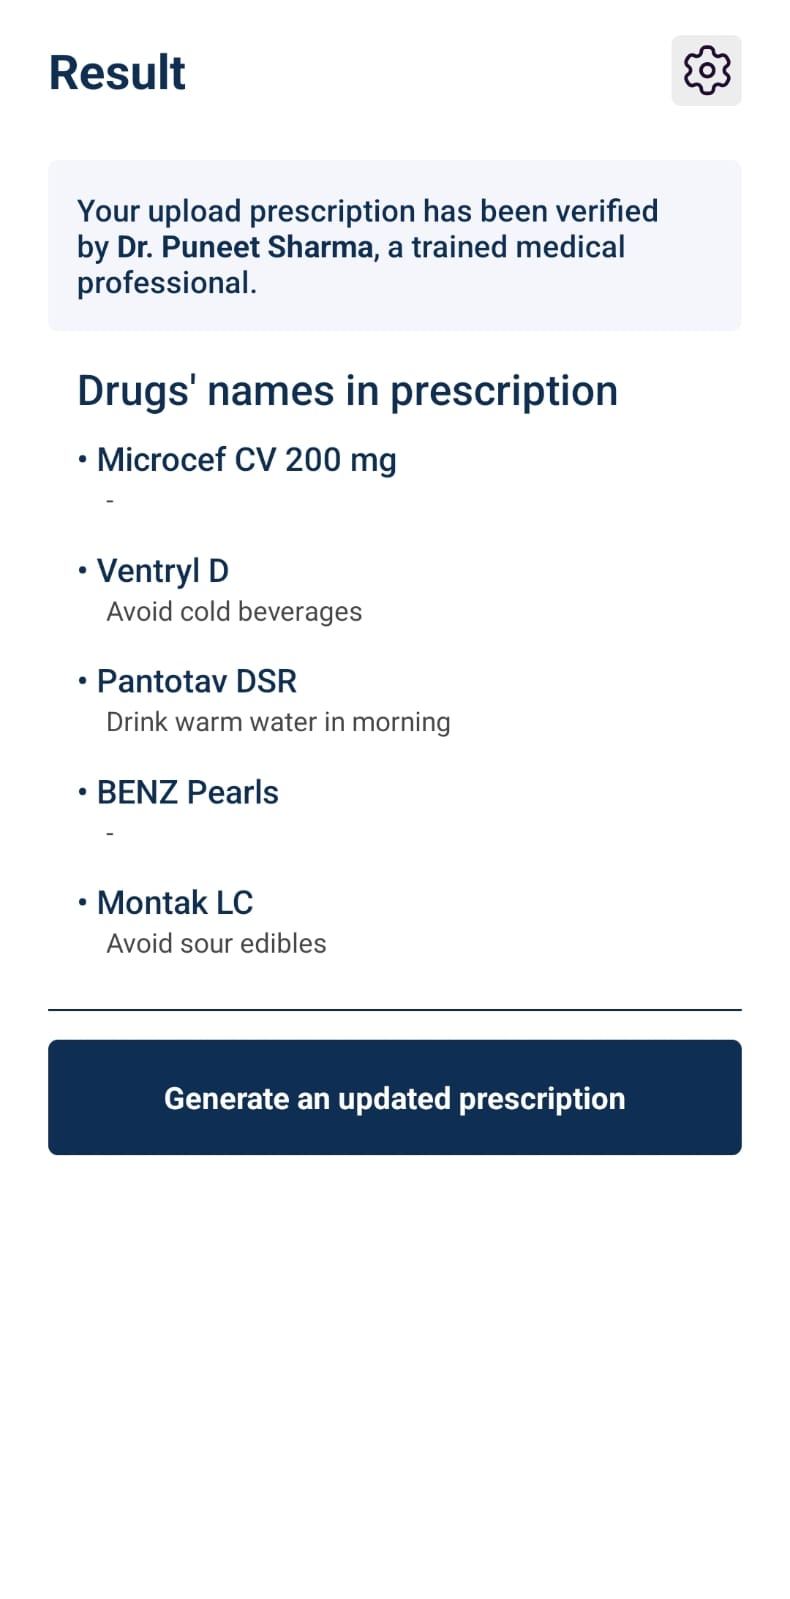 Result
Your upload prescription has been verified
by Dr. Puneet Sharma, a trained medical
professional.
Drugs' names in prescription
• Microcef CV 200 mg
-
• Ventryl D
Avoid cold beverages
• Pantotav DSR
Drink warm water in morning
• BENZ Pearls
-
• Montak LC
Avoid sour edibles
Generate an updated prescription